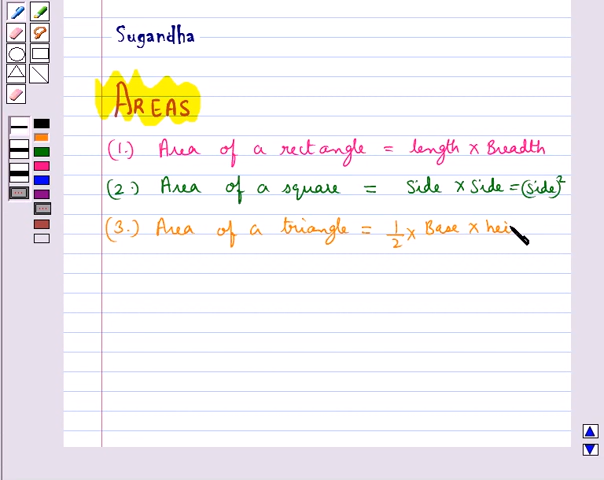 Sugandha
AREAS
(1.) Area of a rectangle = length × Breadth
(2.) Area of a square = Side × Side = (Side)²
(3.) Area of a triangle = 1/2 × Base × hei